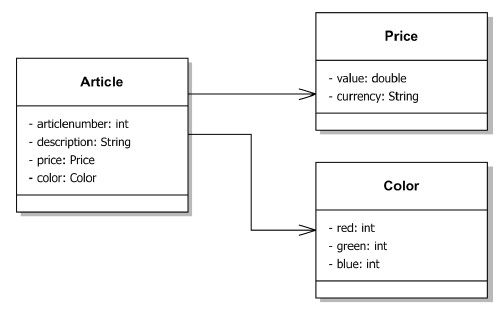 Article
- articlenumber: int
- description: String
- price: Price
- color: Color
Price
- value: double
- currency: String
Color
- red: int
- green: int
- blue: int